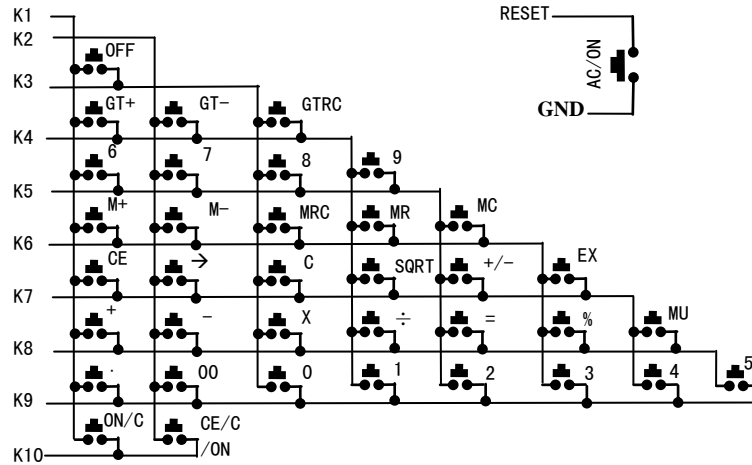 K1
RESET
K2
OFF
AC/ON
K3
GT+ GT- GTRC
GND
K4
6 7 8 9
K5
M+ M- MRC MR MC
K6
CE → C SQRT +/- EX
K7
+ - X ÷ = % MU
K8
. 00 0 1 2 3 4 5
K9
ON/C CE/C
/ON
K10